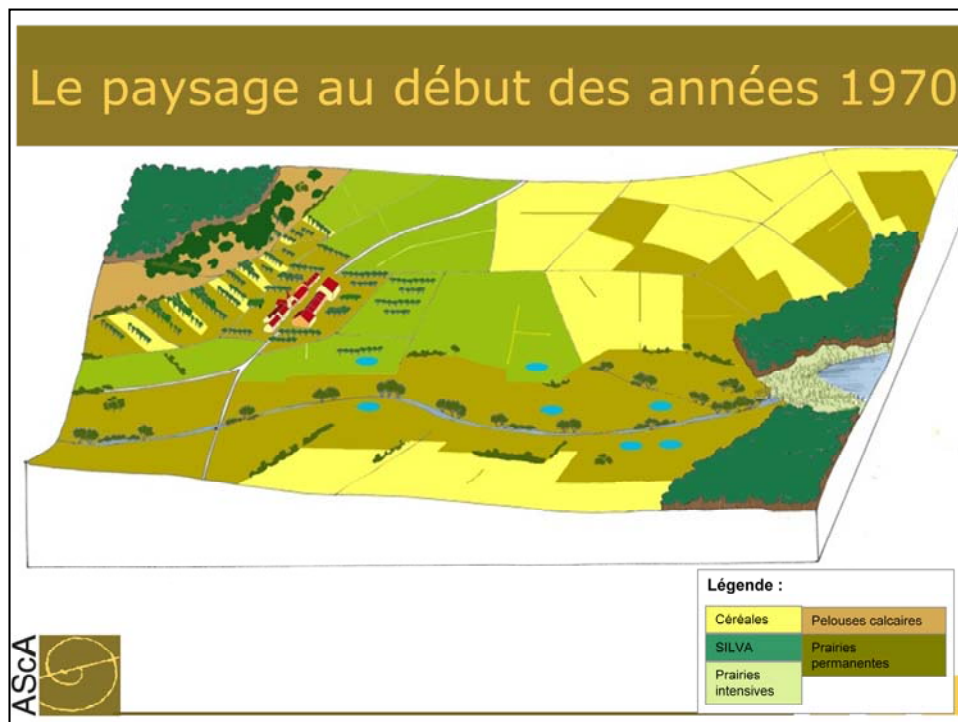 Le paysage au début des années 1970
Légende :
Céréales
Pelouses calcaires
SILVA
Prairies
permanentes
Prairies
intensives
AScA